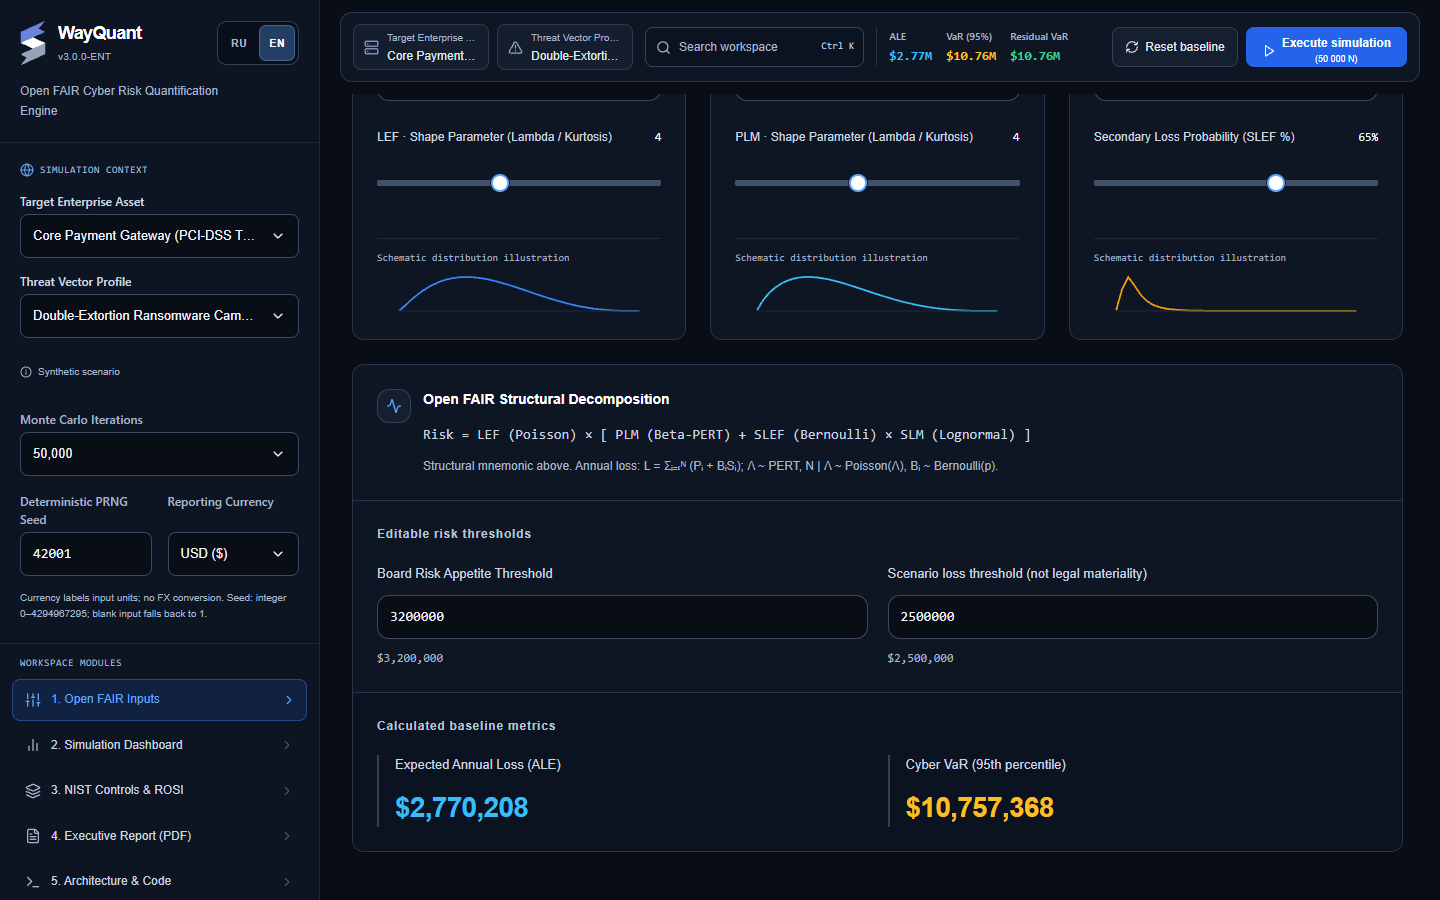 WayQuant
v3.0.0-ENT
RU
EN
Open FAIR Cyber Risk Quantification
Engine
SIMULATION CONTEXT
Target Enterprise Asset
Core Payment Gateway (PCI-DSS T...
Threat Vector Profile
Double-Extortion Ransomware Cam...
Synthetic scenario
Monte Carlo Iterations
50,000
Deterministic PRNG
Seed
Reporting Currency
42001
USD ($)
Currency labels input units; no FX conversion. Seed: integer
0–4294967295; blank input falls back to 1.
WORKSPACE MODULES
1. Open FAIR Inputs
2. Simulation Dashboard
3. NIST Controls & ROSI
4. Executive Report (PDF)
5. Architecture & Code
Target Enterprise ...
Core Payment...
Threat Vector Pro...
Double-Extorti...
Search workspace
Ctrl K
ALE
$2.77M
VaR (95%)
$10.76M
Residual VaR
$10.76M
Reset baseline
Execute simulation
(50 000 N)
LEF · Shape Parameter (Lambda / Kurtosis)
4
Schematic distribution illustration
PLM · Shape Parameter (Lambda / Kurtosis)
4
Schematic distribution illustration
Secondary Loss Probability (SLEF %)
65%
Schematic distribution illustration
Open FAIR Structural Decomposition
Risk = LEF (Poisson) × [ PLM (Beta-PERT) + SLEF (Bernoulli) × SLM (Lognormal) ]
Structural mnemonic above. Annual loss: L = Σᵢ₌₁ᴺ (Pᵢ + BᵢSᵢ); Λ ~ PERT, N | Λ ~ Poisson(Λ), Bᵢ ~ Bernoulli(p).
Editable risk thresholds
Board Risk Appetite Threshold
3200000
$3,200,000
Scenario loss threshold (not legal materiality)
2500000
$2,500,000
Calculated baseline metrics
Expected Annual Loss (ALE)
$2,770,208
Cyber VaR (95th percentile)
$10,757,368